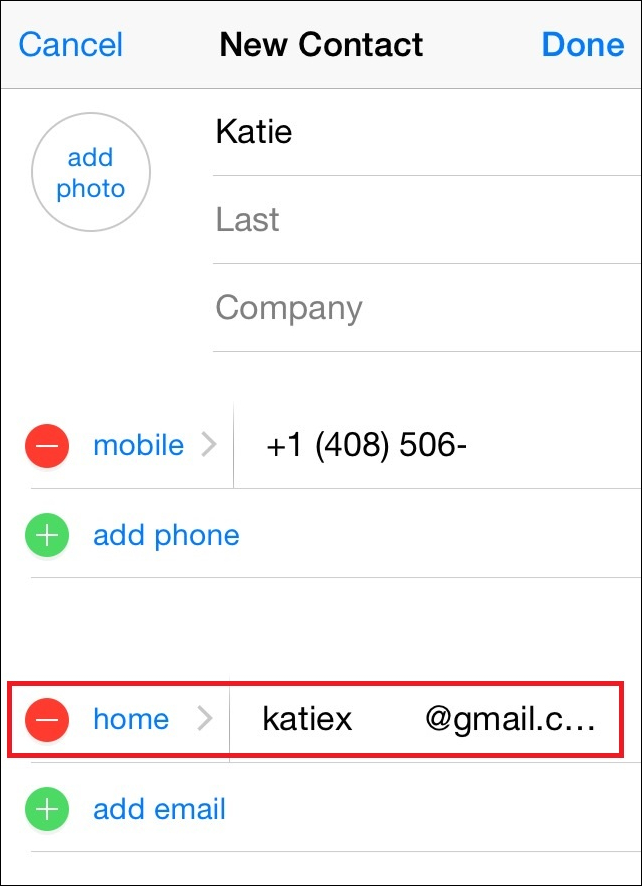 Cancel New Contact Done
add
photo
Katie
Last
Company
mobile +1 (408) 506-
add phone
home katiex @gmail.c...
add email